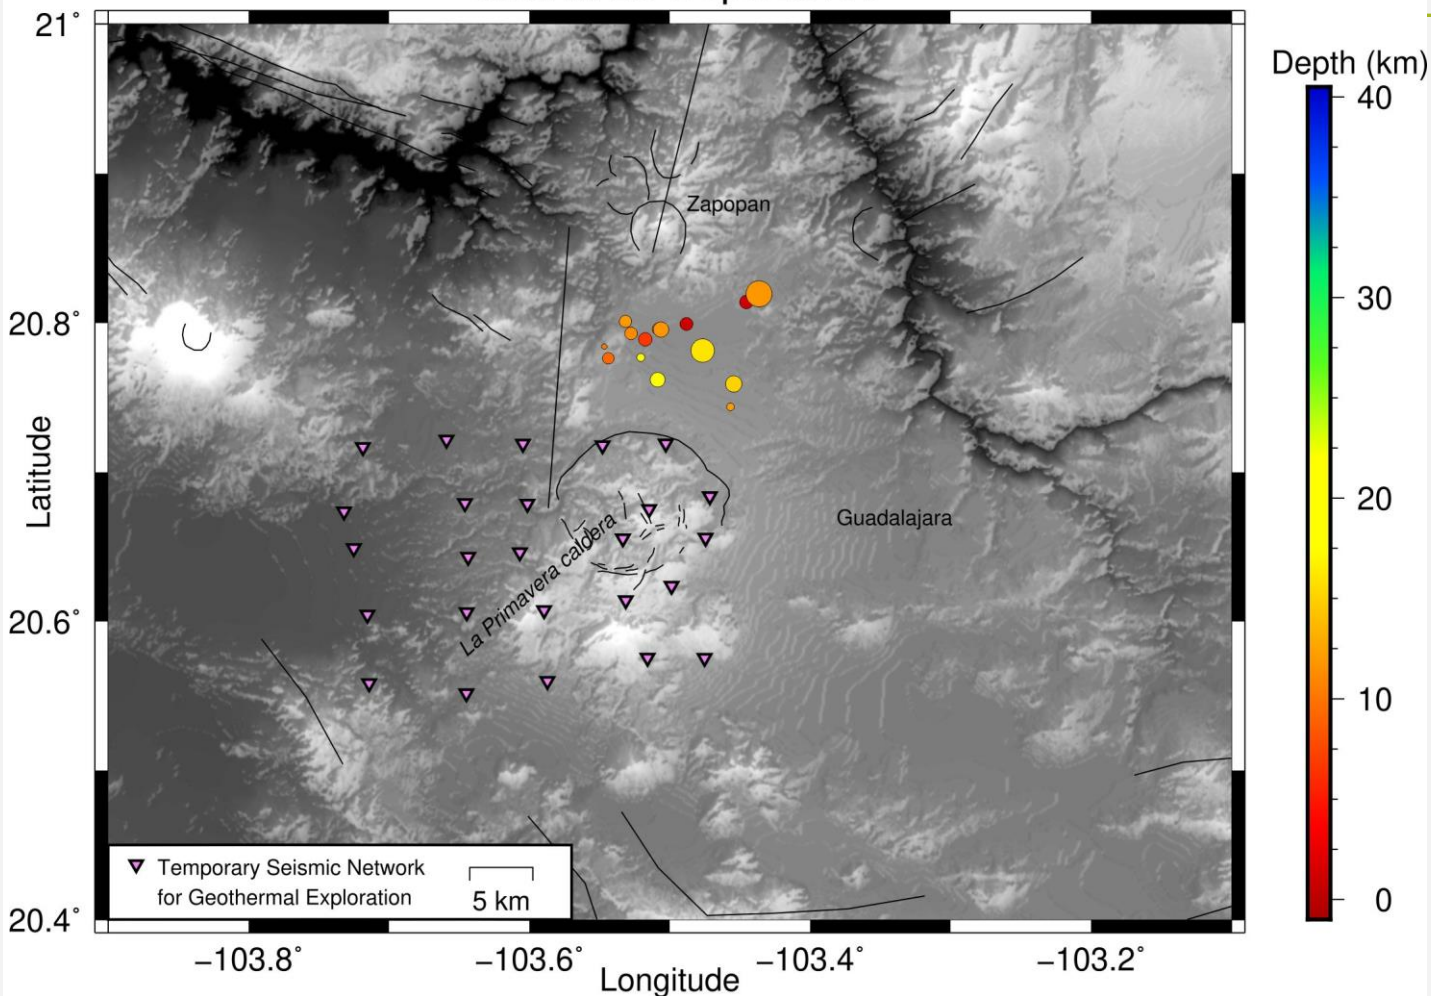 21°
Depth (km)
40
Zapopan
20.8°
30
20
Latitude
Guadalajara
La Primavera caldera
20.6°
10
Temporary Seismic Network
for Geothermal Exploration
5 km
0
20.4°
−103.8°
−103.6°
−103.4°
−103.2°
Longitude